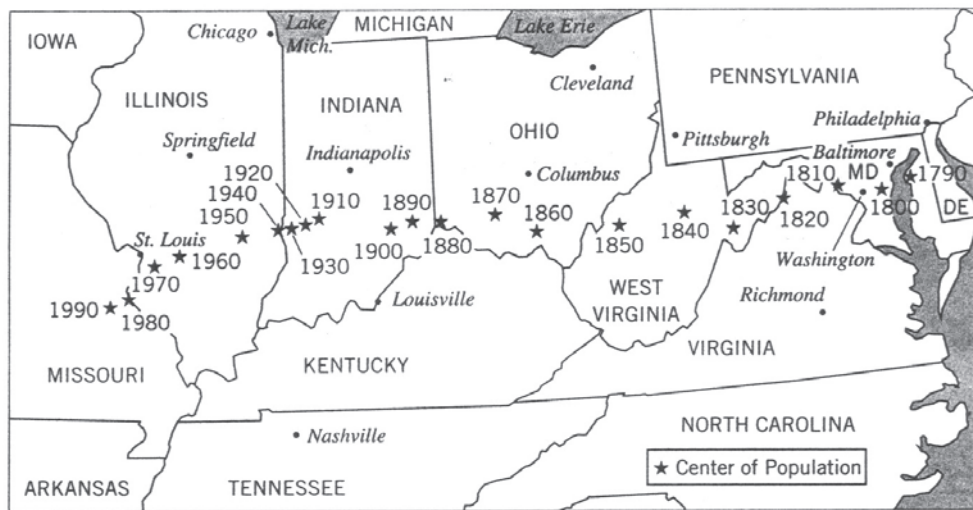 IOWA
Chicago
Lake
Mich.
MICHIGAN
Lake Erie
Cleveland
PENNSYLVANIA
ILLINOIS
INDIANA
OHIO
Philadelphia
Springfield
Indianapolis
Columbus
Pittsburgh
Baltimore
MD
DE
1790
1800
1810
1820
1830
1840
1850
1860
1870
1880
1890
1900
1910
1920
1930
1940
1950
1960
1970
1980
1990
St. Louis
Louisville
WEST
VIRGINIA
Washington
Richmond
VIRGINIA
MISSOURI
KENTUCKY
Nashville
NORTH CAROLINA
ARKANSAS
TENNESSEE
★ Center of Population